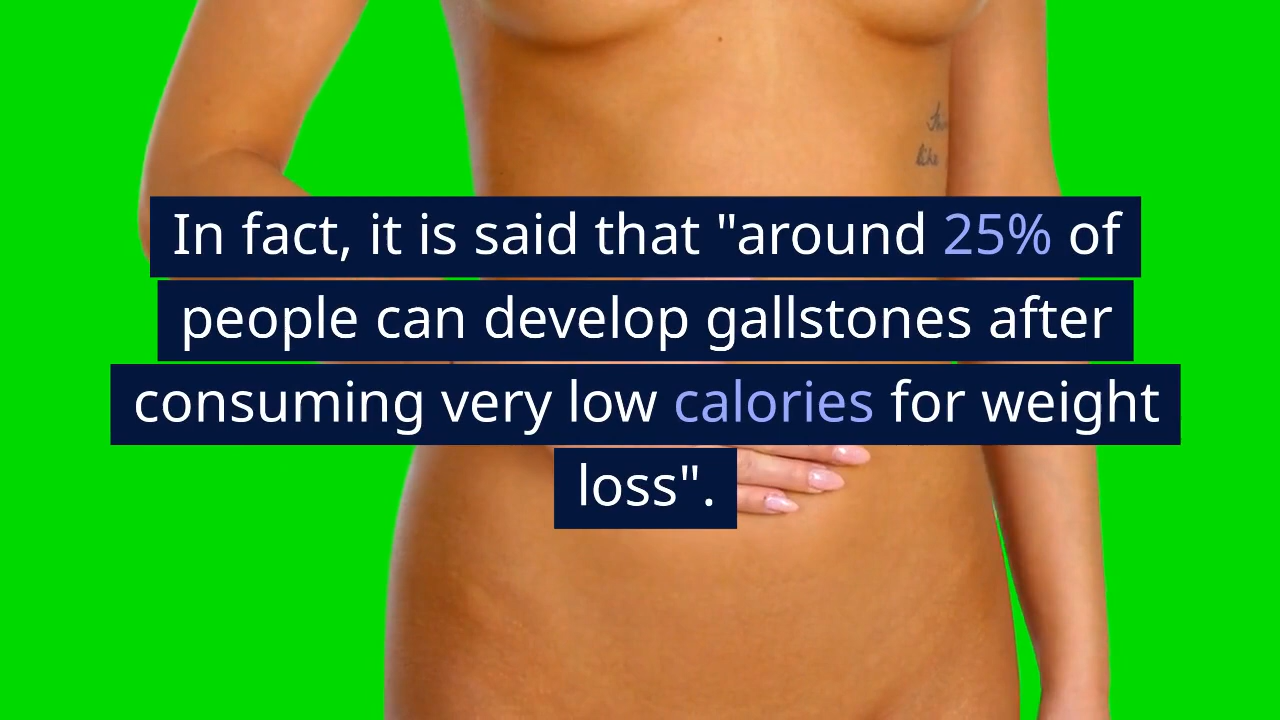 like
In fact, it is said that "around 25% of
people can develop gallstones after
consuming very low calories for weight
loss".